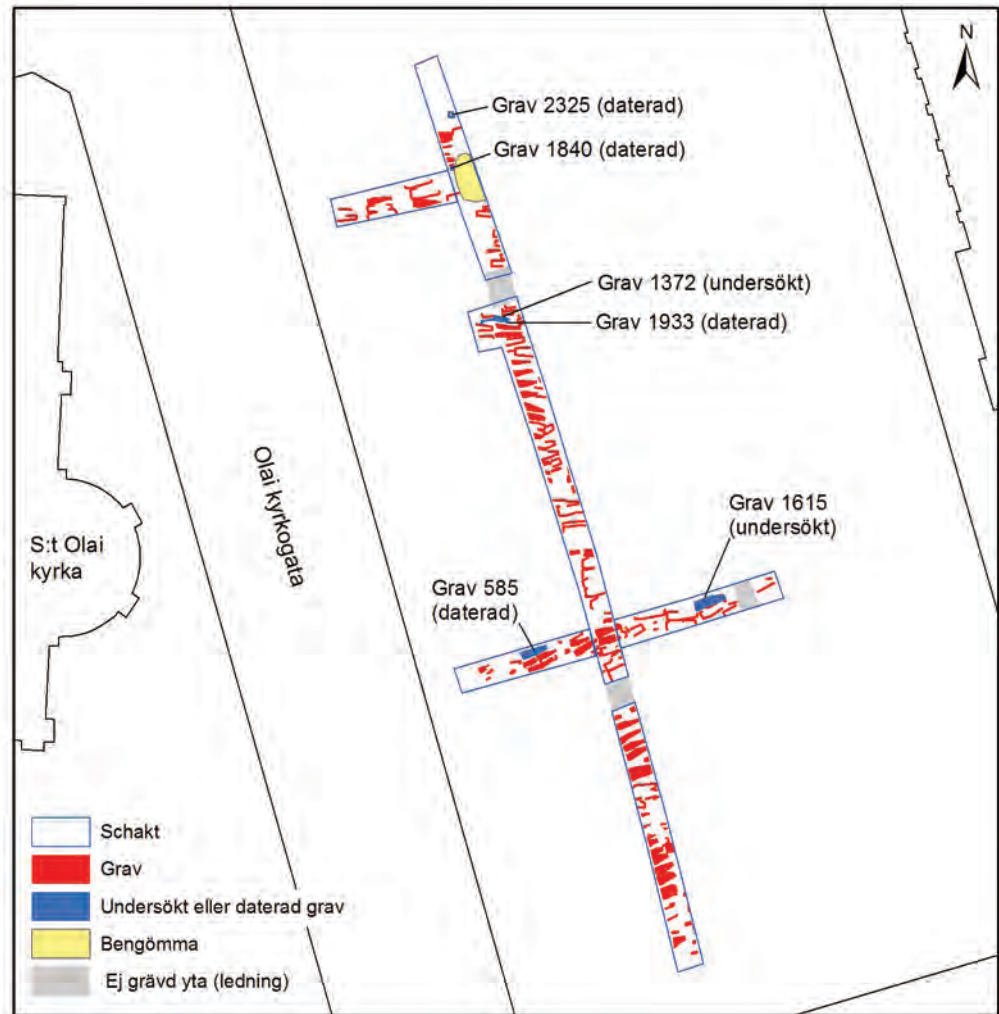 N
Grav 2325 (daterad)
Grav 1840 (daterad)
Grav 1372 (undersökt)
Grav 1933 (daterad)
Olai kyrkogata
Grav 1615
(undersökt)
S:t Olai
kyrka
Grav 585
(daterad)
Schakt
Grav
Undersökt eller daterad grav
Bengömma
Ej grävd yta (ledning)